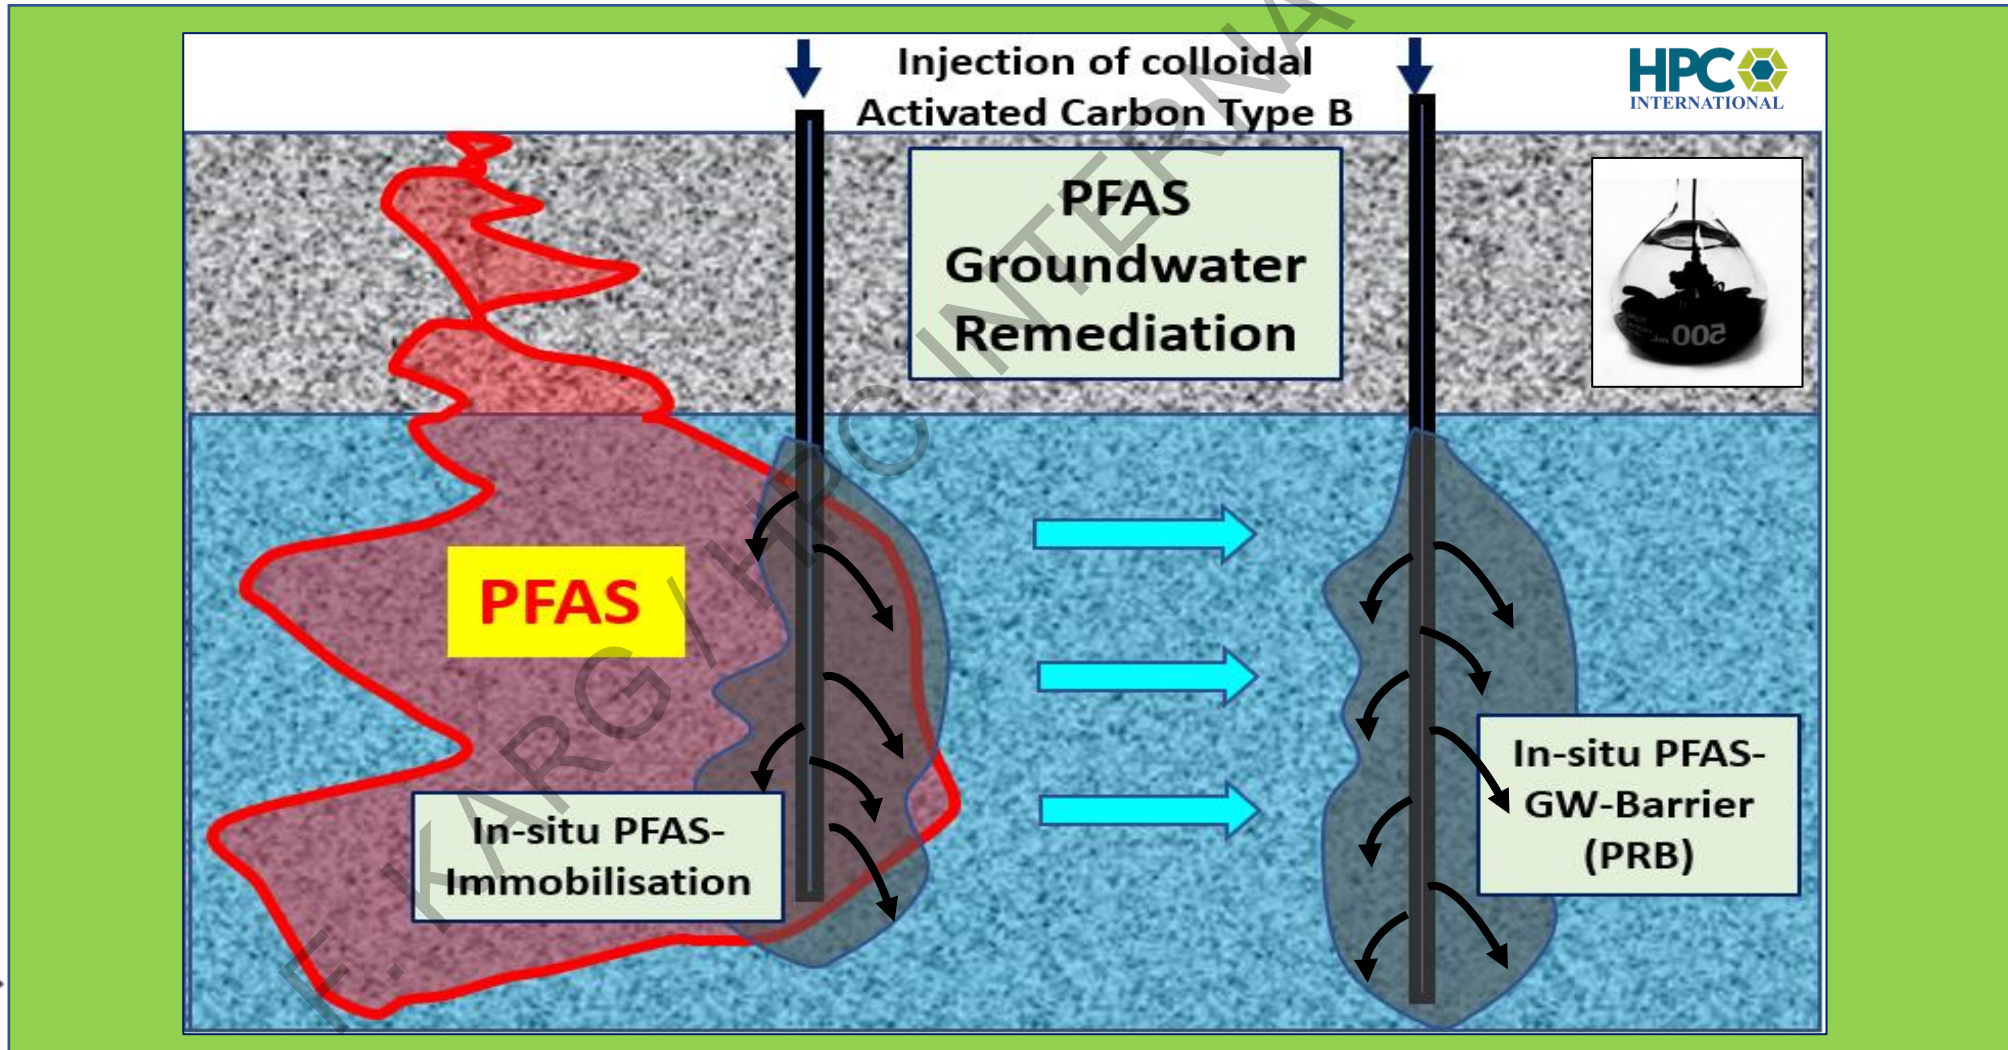 Injection of colloidal
Activated Carbon Type B
HPC
INTERNATIONAL
PFAS
Groundwater
Remediation
500
PFAS
In-situ PFAS-
Immobilisation
In-situ PFAS-
GW-Barrier
(PRB)
F. KARG / HPC INTERNA